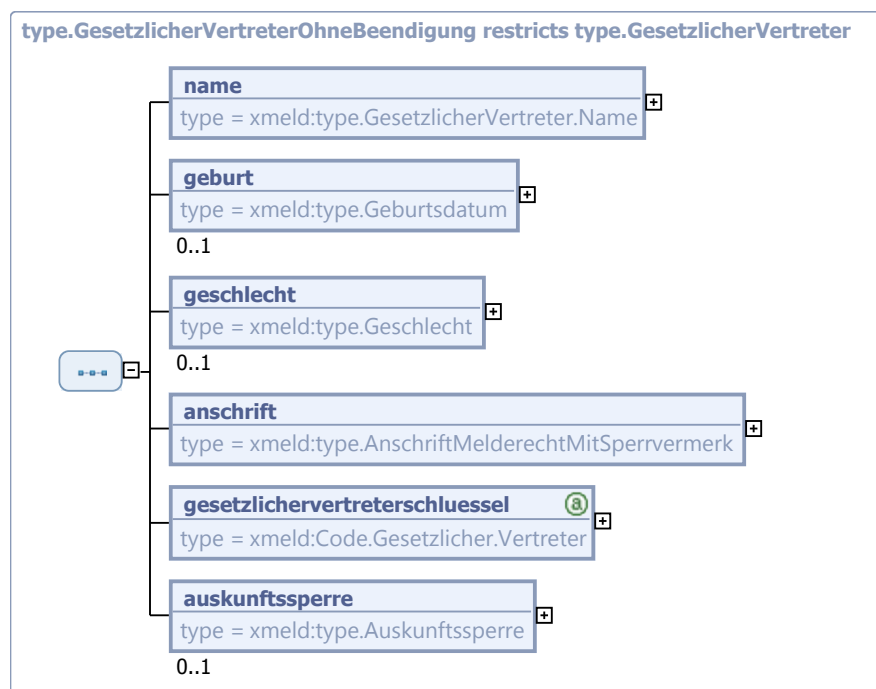 type.GesetzlicherVertreterOhneBeendigung restricts type.GesetzlicherVertreter
name
type = xmeld:type.GesetzlicherVertreter.Name
geburt
type = xmeld:type.Geburtsdatum
0..1
geschlecht
type = xmeld:type.Geschlecht
0..1
anschrift
type = xmeld:type.AnschriftMelderechtMitSperrvermerk
gesetzlichervertreterschluessel a
type = xmeld:Code.Gesetzlicher.Vertreter
auskunftssperre
type = xmeld:type.Auskunftssperre
0..1